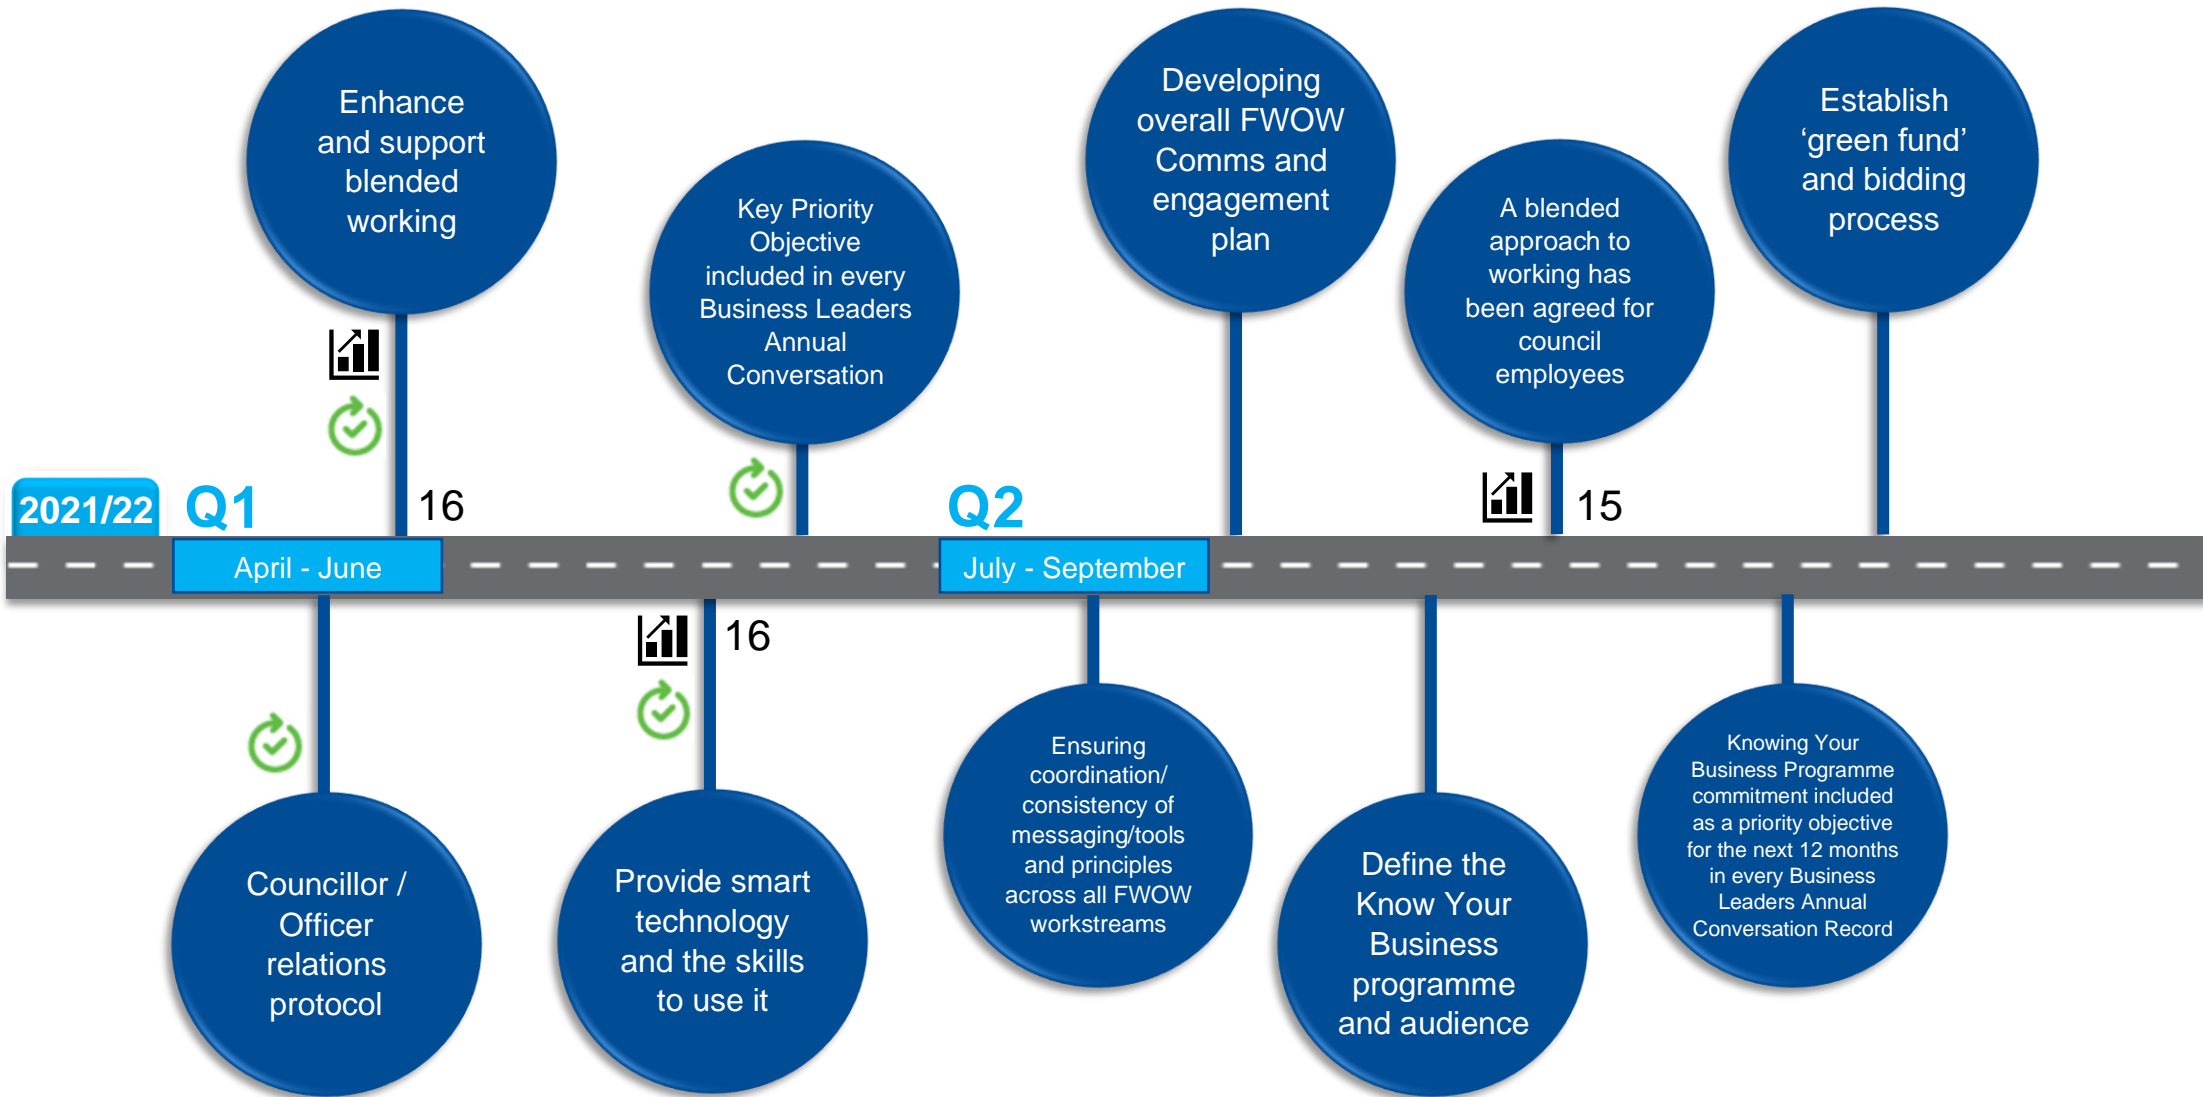 Enhance
and support
blended
working
Key Priority
Objective
included in every
Business Leaders
Annual
Conversation
Developing
overall FWOW
Comms and
engagement
plan
A blended
approach to
working has
been agreed for
council
employees
Establish
‘green fund’
and bidding
process
2021/22
Q1
16
Q2
15
April - June
July - September
16
Councillor /
Officer
relations
protocol
Provide smart
technology
and the skills
to use it
Ensuring
coordination/
consistency of
messaging/tools
and principles
across all FWOW
workstreams
Define the
Know Your
Business
programme
and audience
Knowing Your
Business Programme
commitment included
as a priority objective
for the next 12 months
in every Business
Leaders Annual
Conversation Record